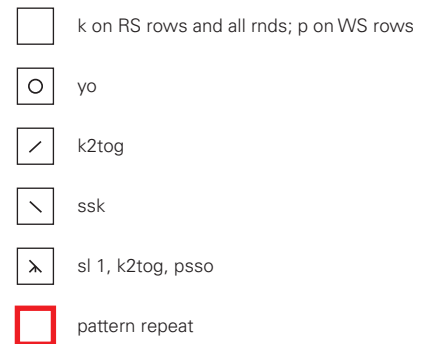 k on RS rows and all rnds; p on WS rows
yo
k2tog
ssk
sl 1, k2tog, psso
pattern repeat